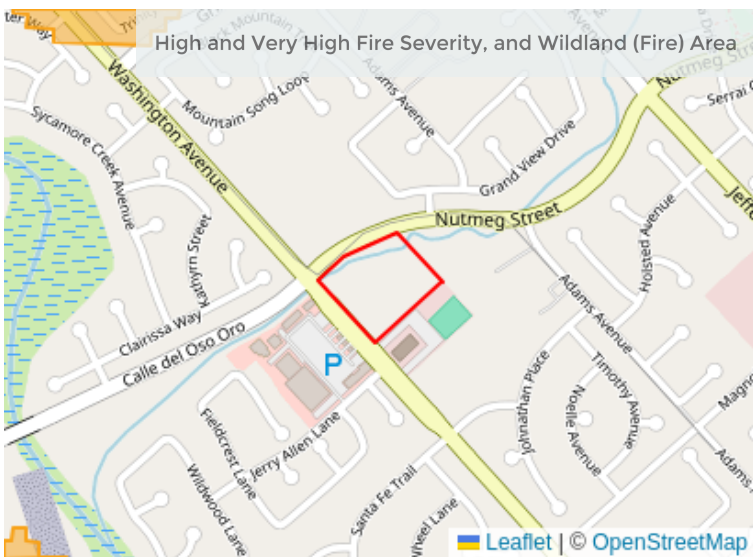 High and Very High Fire Severity, and Wildland (Fire) Area
Mountain Song Loop
Adams Avenue
Serrai
Washington Avenue
Sycamore Creek Avenue
Grand View Drive
Nutmeg Street
Kathyrn Street
Holsted Avenue
Clairissa Way
Calle del Oso Oro
Adams Avenue
P
Johnathan Place
Timothy Avenue
Noelle Avenue
Fieldcrest Lane
Jerry Allen Lane
Wildwood Lane
Santa Fe Trail
Leaflet | © OpenStreetMap